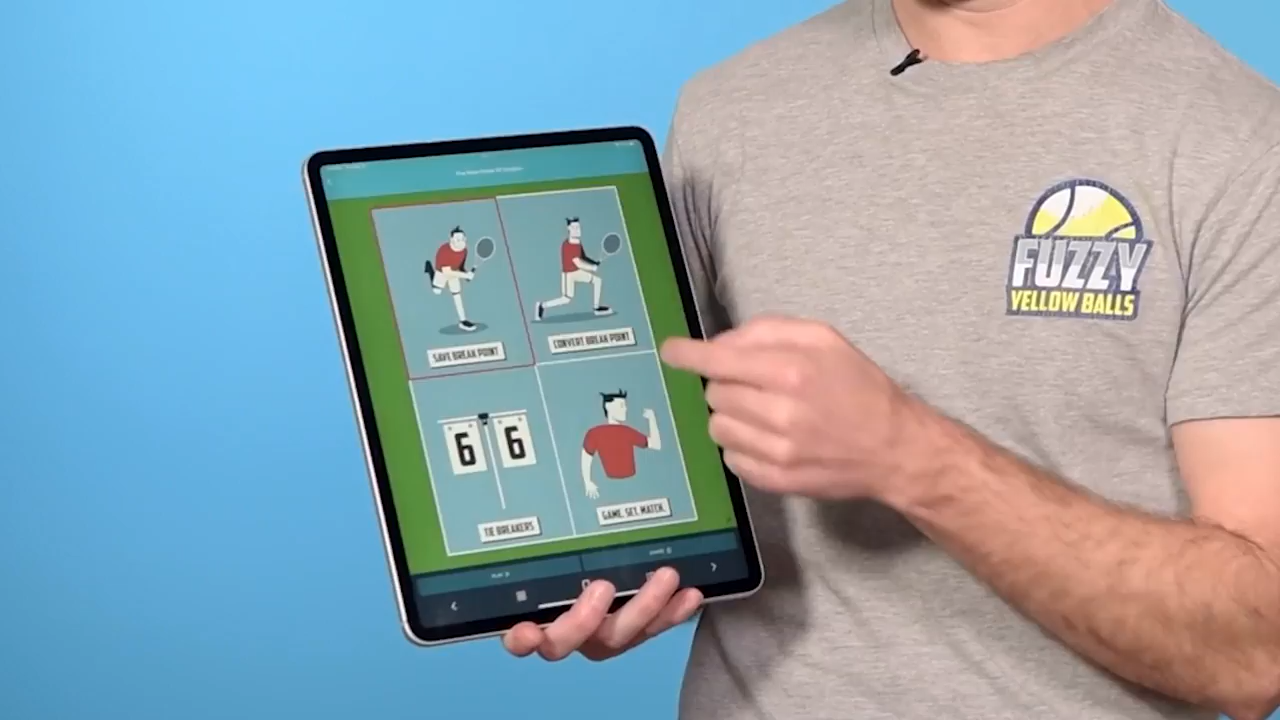 SAVE BREAK POINT
CONVERT BREAK POINT
6 6
TIE BREAKERS
GAME. SET. MATCH.
FUZZY
YELLOW BALLS